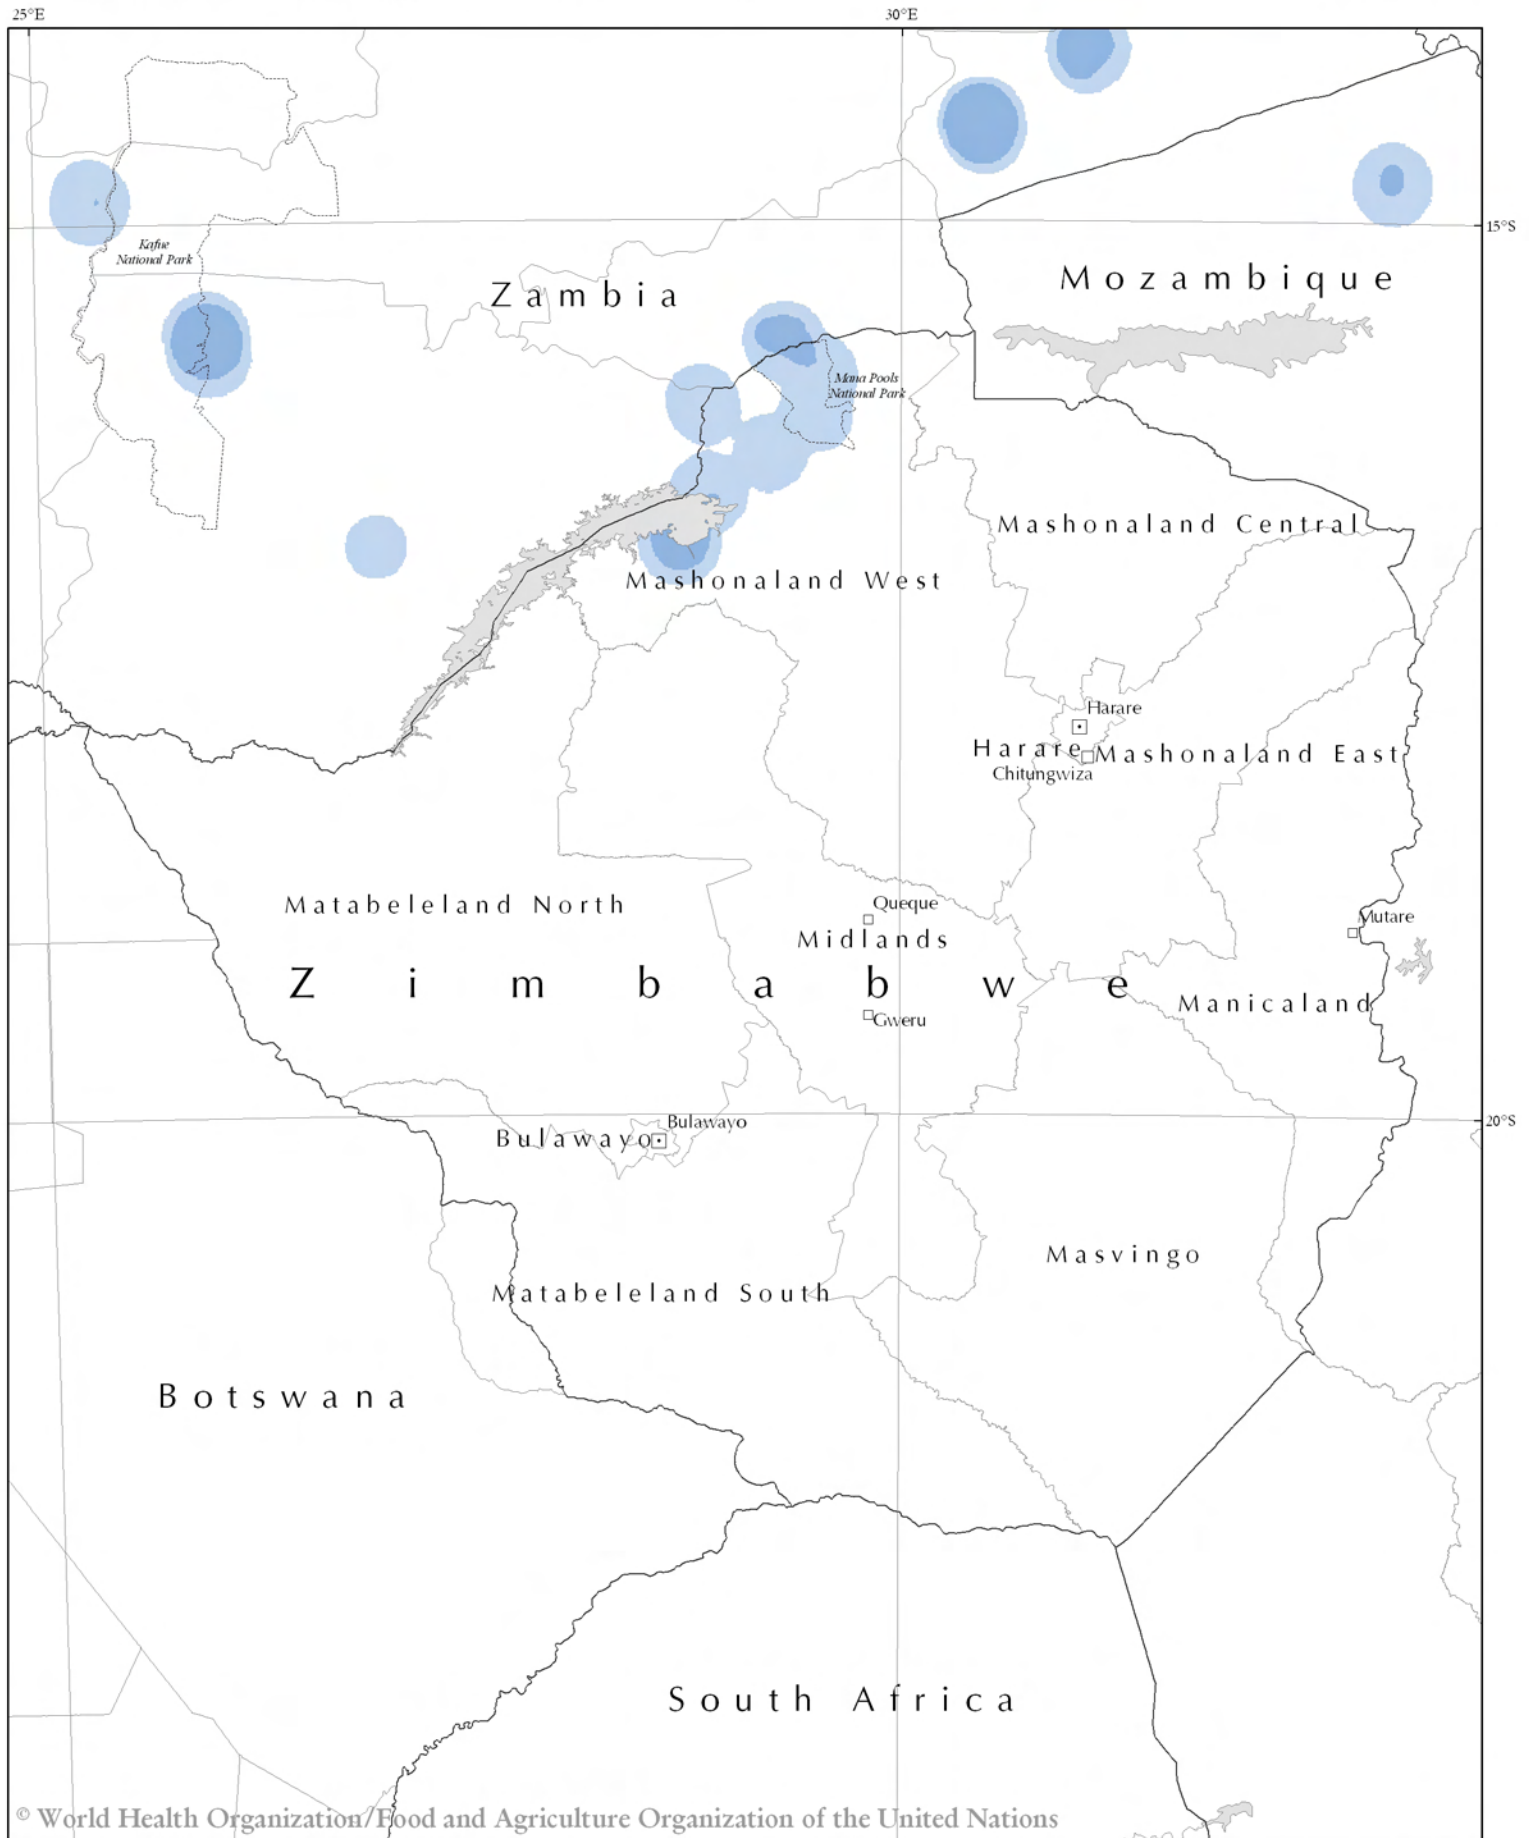 25°E
30°E
15°S
Kafue
National Park
Zambia
Mozambique
Mana Pools
National Park
Mashonaland Central
Mashonaland West
Harare
Harare
Mashonaland East
Chitungwiza
Matabeleland North
Queque
Midlands
Mutare
Zimbabwe
Manicaland
Gweru
20°S
Bulawayo
Bulawayo
Masvingo
Matabeleland South
Botswana
South Africa
© World Health Organization/Food and Agriculture Organization of the United Nations